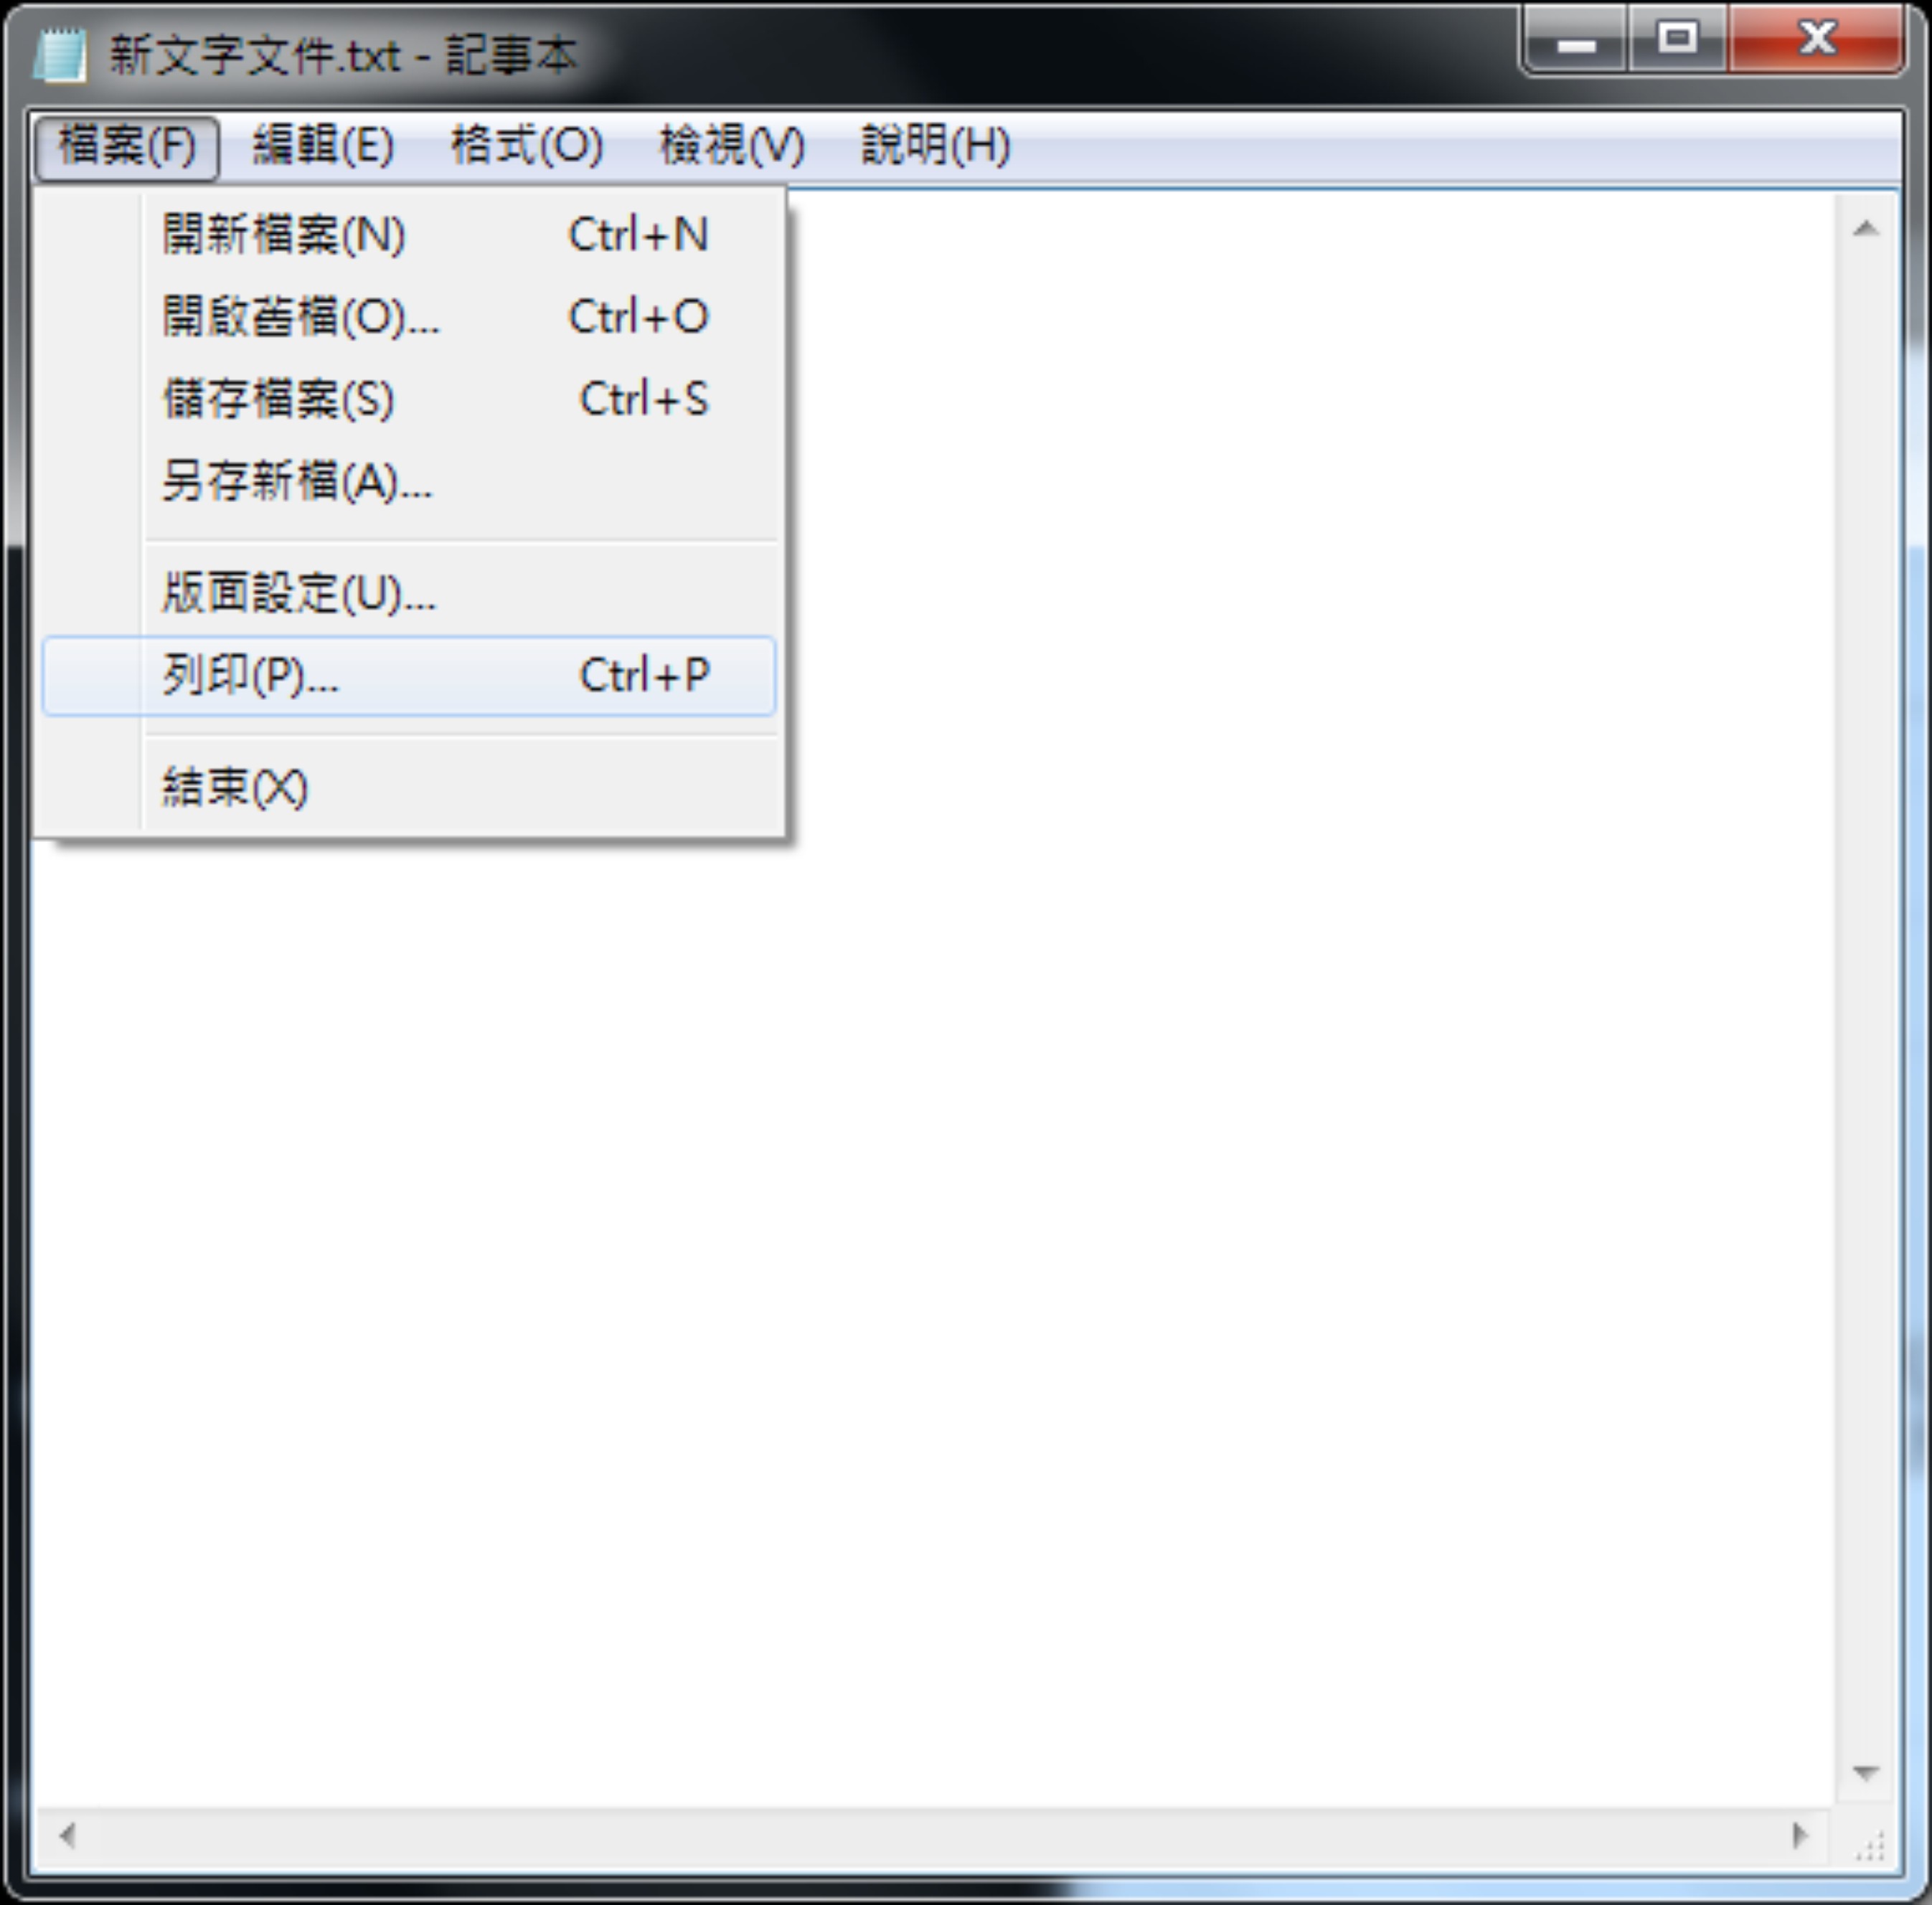 新文字文件.txt - 記事本
檔案(F) 編輯(E) 格式(O) 檢視(V) 說明(H)
開新檔案(N) Ctrl+N
開啟舊檔(O)... Ctrl+O
儲存檔案(S) Ctrl+S
另存新檔(A)...
版面設定(U)...
列印(P)... Ctrl+P
結束(X)